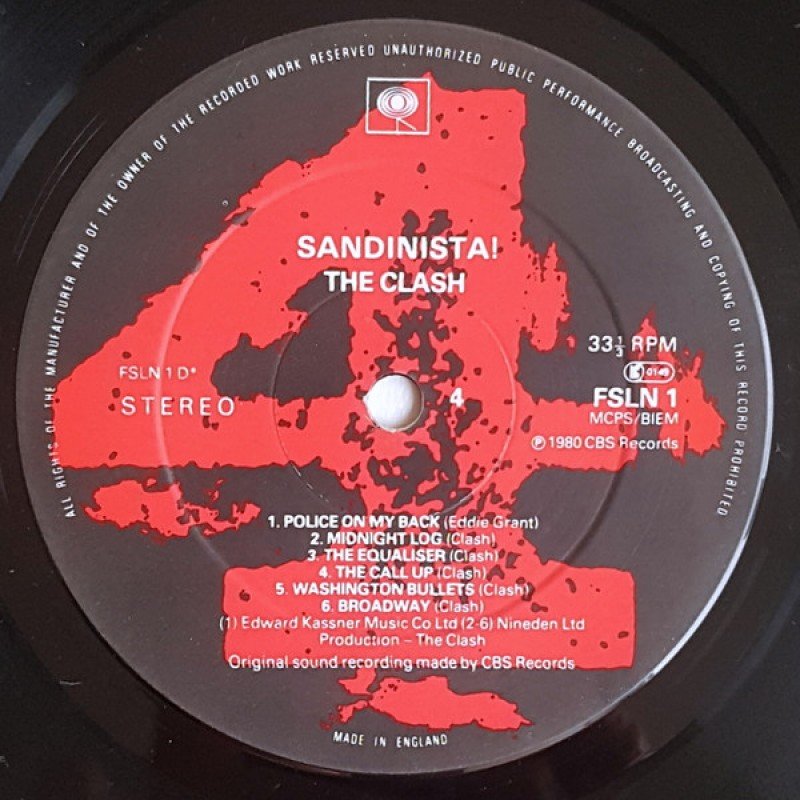 ALL RIGHTS OF THE MANUFACTURER AND OF THE OWNER OF THE RECORDED WORK RESERVED UNAUTHORIZED PUBLIC PERFORMANCE BROADCASTING AND COPYING OF THIS RECORD PROHIBITED
SANDINISTA!
THE CLASH
33 1/3 RPM
FSLN 1 D*
0149
STEREO
4
FSLN 1
MCPS/BIEM
℗ 1980 CBS Records
1. POLICE ON MY BACK (Eddie Grant)
2. MIDNIGHT LOG (Clash)
3. THE EQUALISER (Clash)
4. THE CALL UP (Clash)
5. WASHINGTON BULLETS (Clash)
6. BROADWAY (Clash)
(1) Edward Kassner Music Co Ltd (2-6) Nineden Ltd
Production – The Clash
Original sound recording made by CBS Records
MADE IN ENGLAND